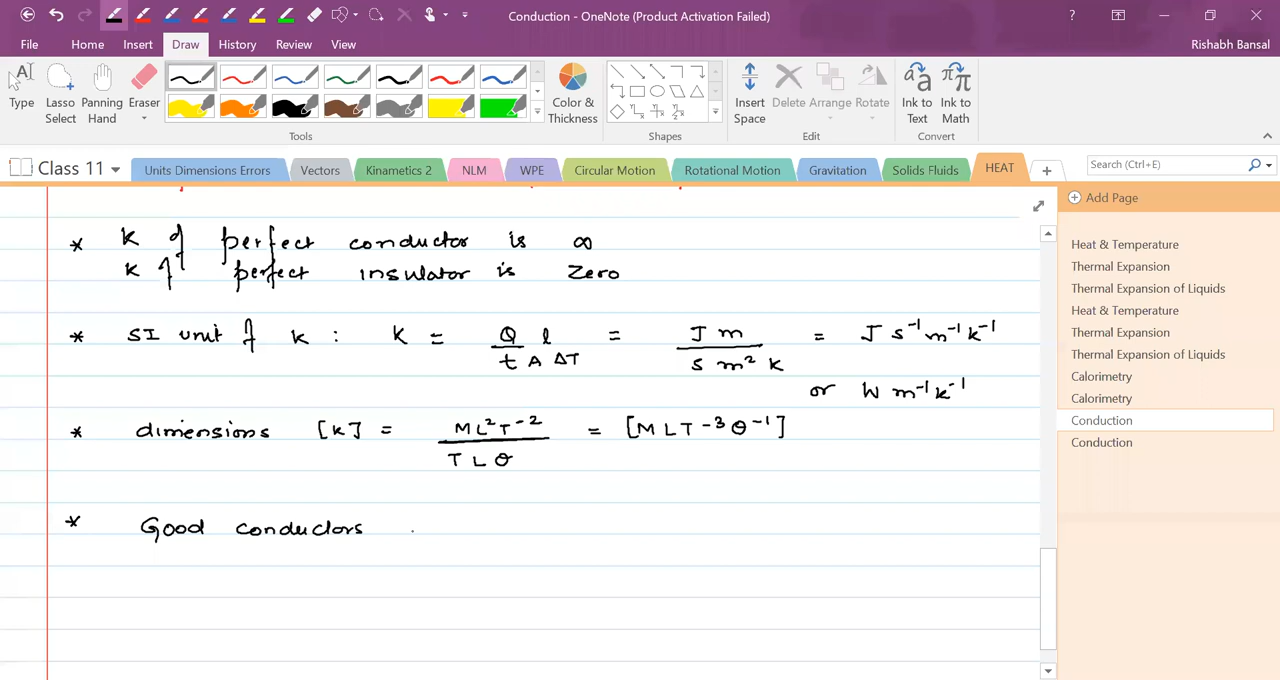 Conduction - OneNote (Product Activation Failed)
?
File Home Insert Draw History Review View
Rishabh Bansal
Type
Lasso Select
Panning Hand
Eraser
Color & Thickness
Insert Space
Delete
Arrange
Rotate
Ink to Text
Ink to Math
Tools
Shapes
Edit
Convert
Class 11
Units Dimensions Errors
Vectors
Kinametics 2
NLM
WPE
Circular Motion
Rotational Motion
Gravitation
Solids Fluids
HEAT
Search (Ctrl+E)
Add Page
Heat & Temperature
Thermal Expansion
Thermal Expansion of Liquids
Heat & Temperature
Thermal Expansion
Thermal Expansion of Liquids
Calorimetry
Calorimetry
Conduction
Conduction
* K of perfect conductor is ∞
K of perfect insulator is Zero
* SI unit of K : K = Q l / t A ΔT = J m / s m² K = J s⁻¹ m⁻¹ k⁻¹
or W m⁻¹ k⁻¹
* dimensions [K] = ML²T⁻² / T L θ = [M L T⁻³ θ⁻¹]
* Good conductors